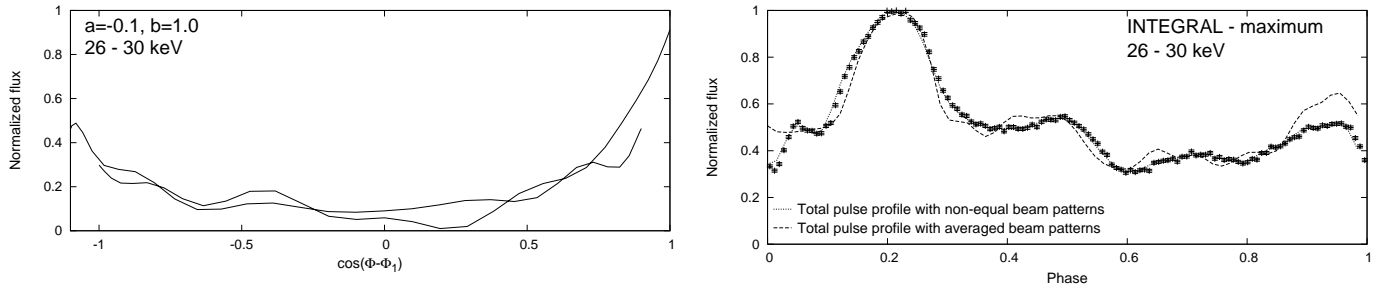 a=-0.1, b=1.0
26 - 30 keV
Normalized flux
1
0.8
0.6
0.4
0.2
0
-1
-0.5
0
0.5
1
cos(Φ-Φ₁)
INTEGRAL - maximum
26 - 30 keV
Normalized flux
1
0.8
0.6
0.4
0.2
0
Total pulse profile with non-equal beam patterns
Total pulse profile with averaged beam patterns
0
0.2
0.4
0.6
0.8
1
Phase